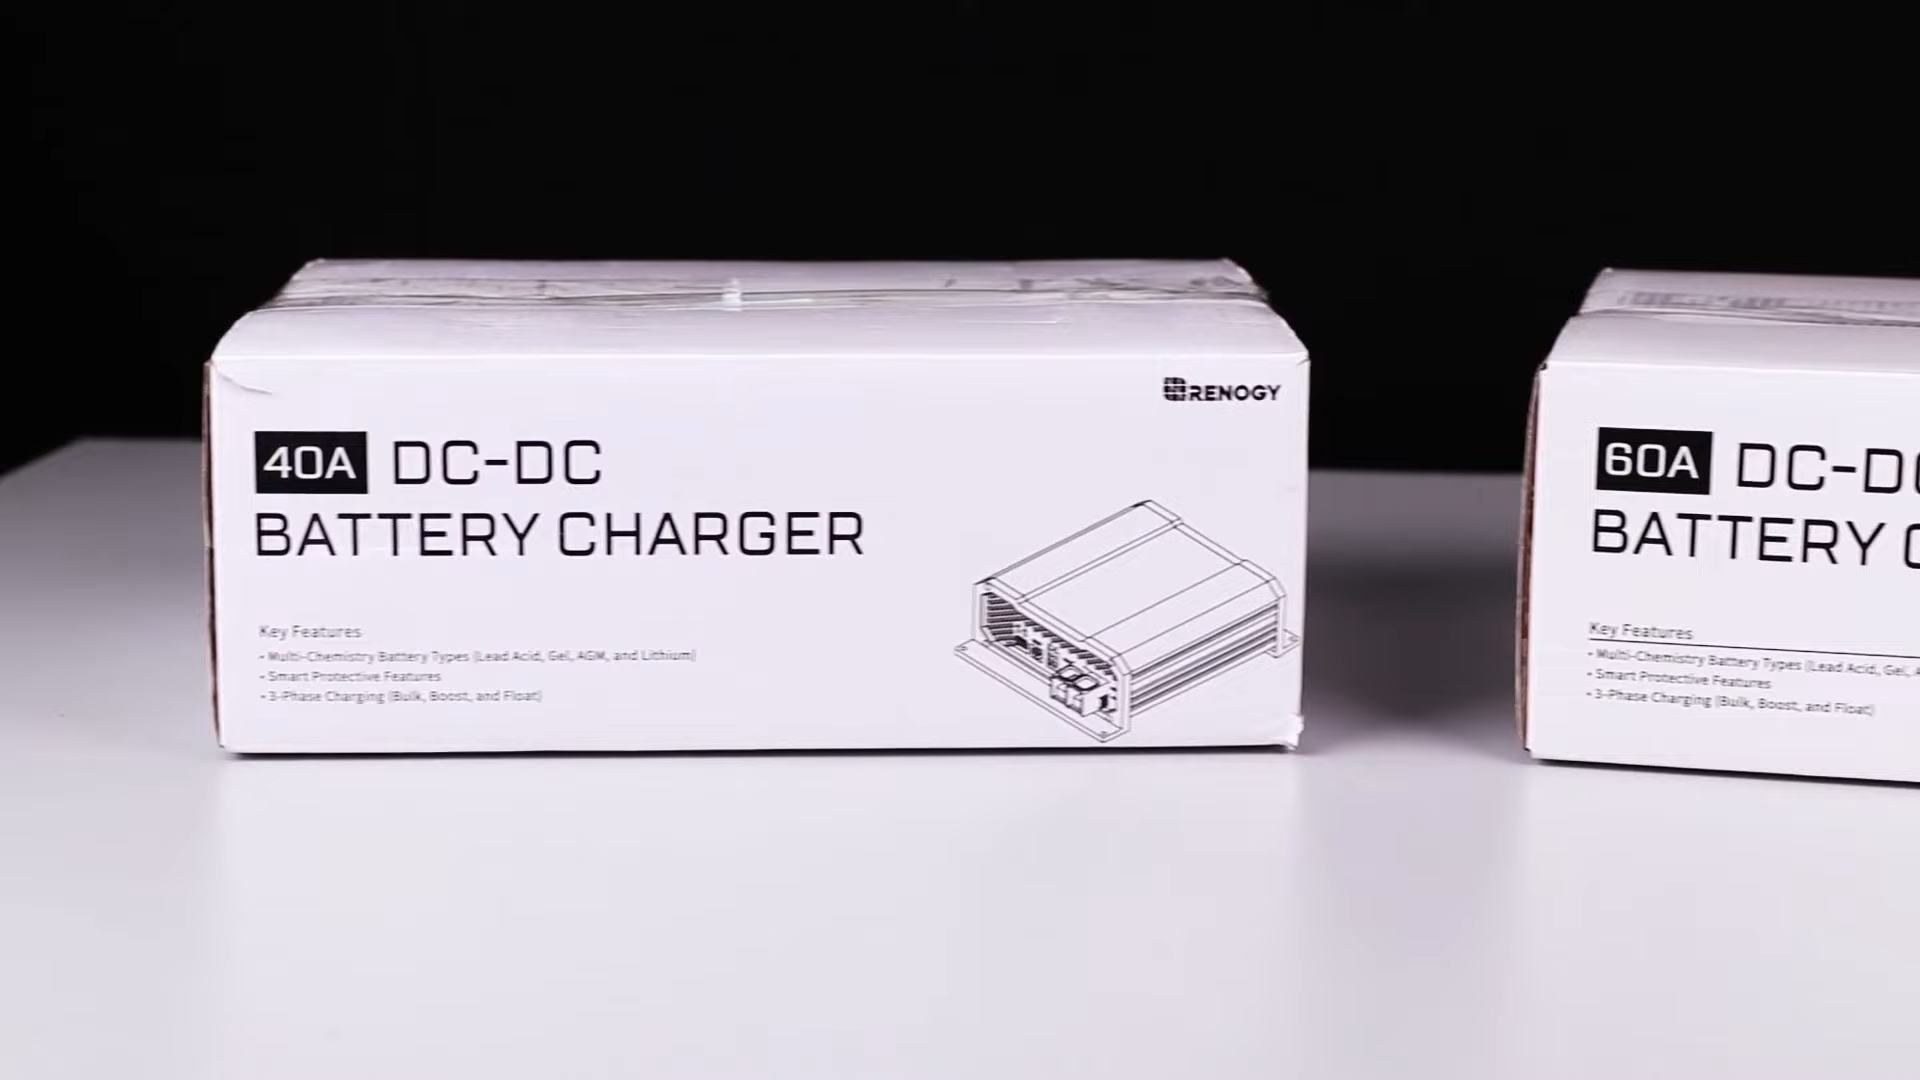 RENOGY
40A DC-DC
BATTERY CHARGER
Key Features
• Multi-Chemistry Battery Types (Lead Acid, Gel, AGM, and Lithium)
• Smart Protective Features
• 3-Phase Charging (Bulk, Boost, and Float)
60A DC-DC
BATTERY C
Key Features
• Multi-Chemistry Battery Types (Lead Acid, Gel,
• Smart Protective Features
• 3-Phase Charging (Bulk, Boost, and Float)